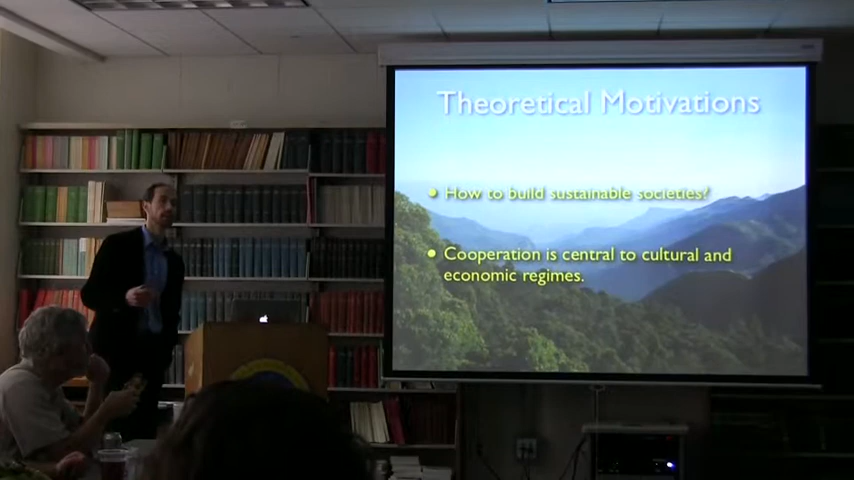 Theoretical Motivations
How to build sustainable societies?
Cooperation is central to cultural and
economic regimes.